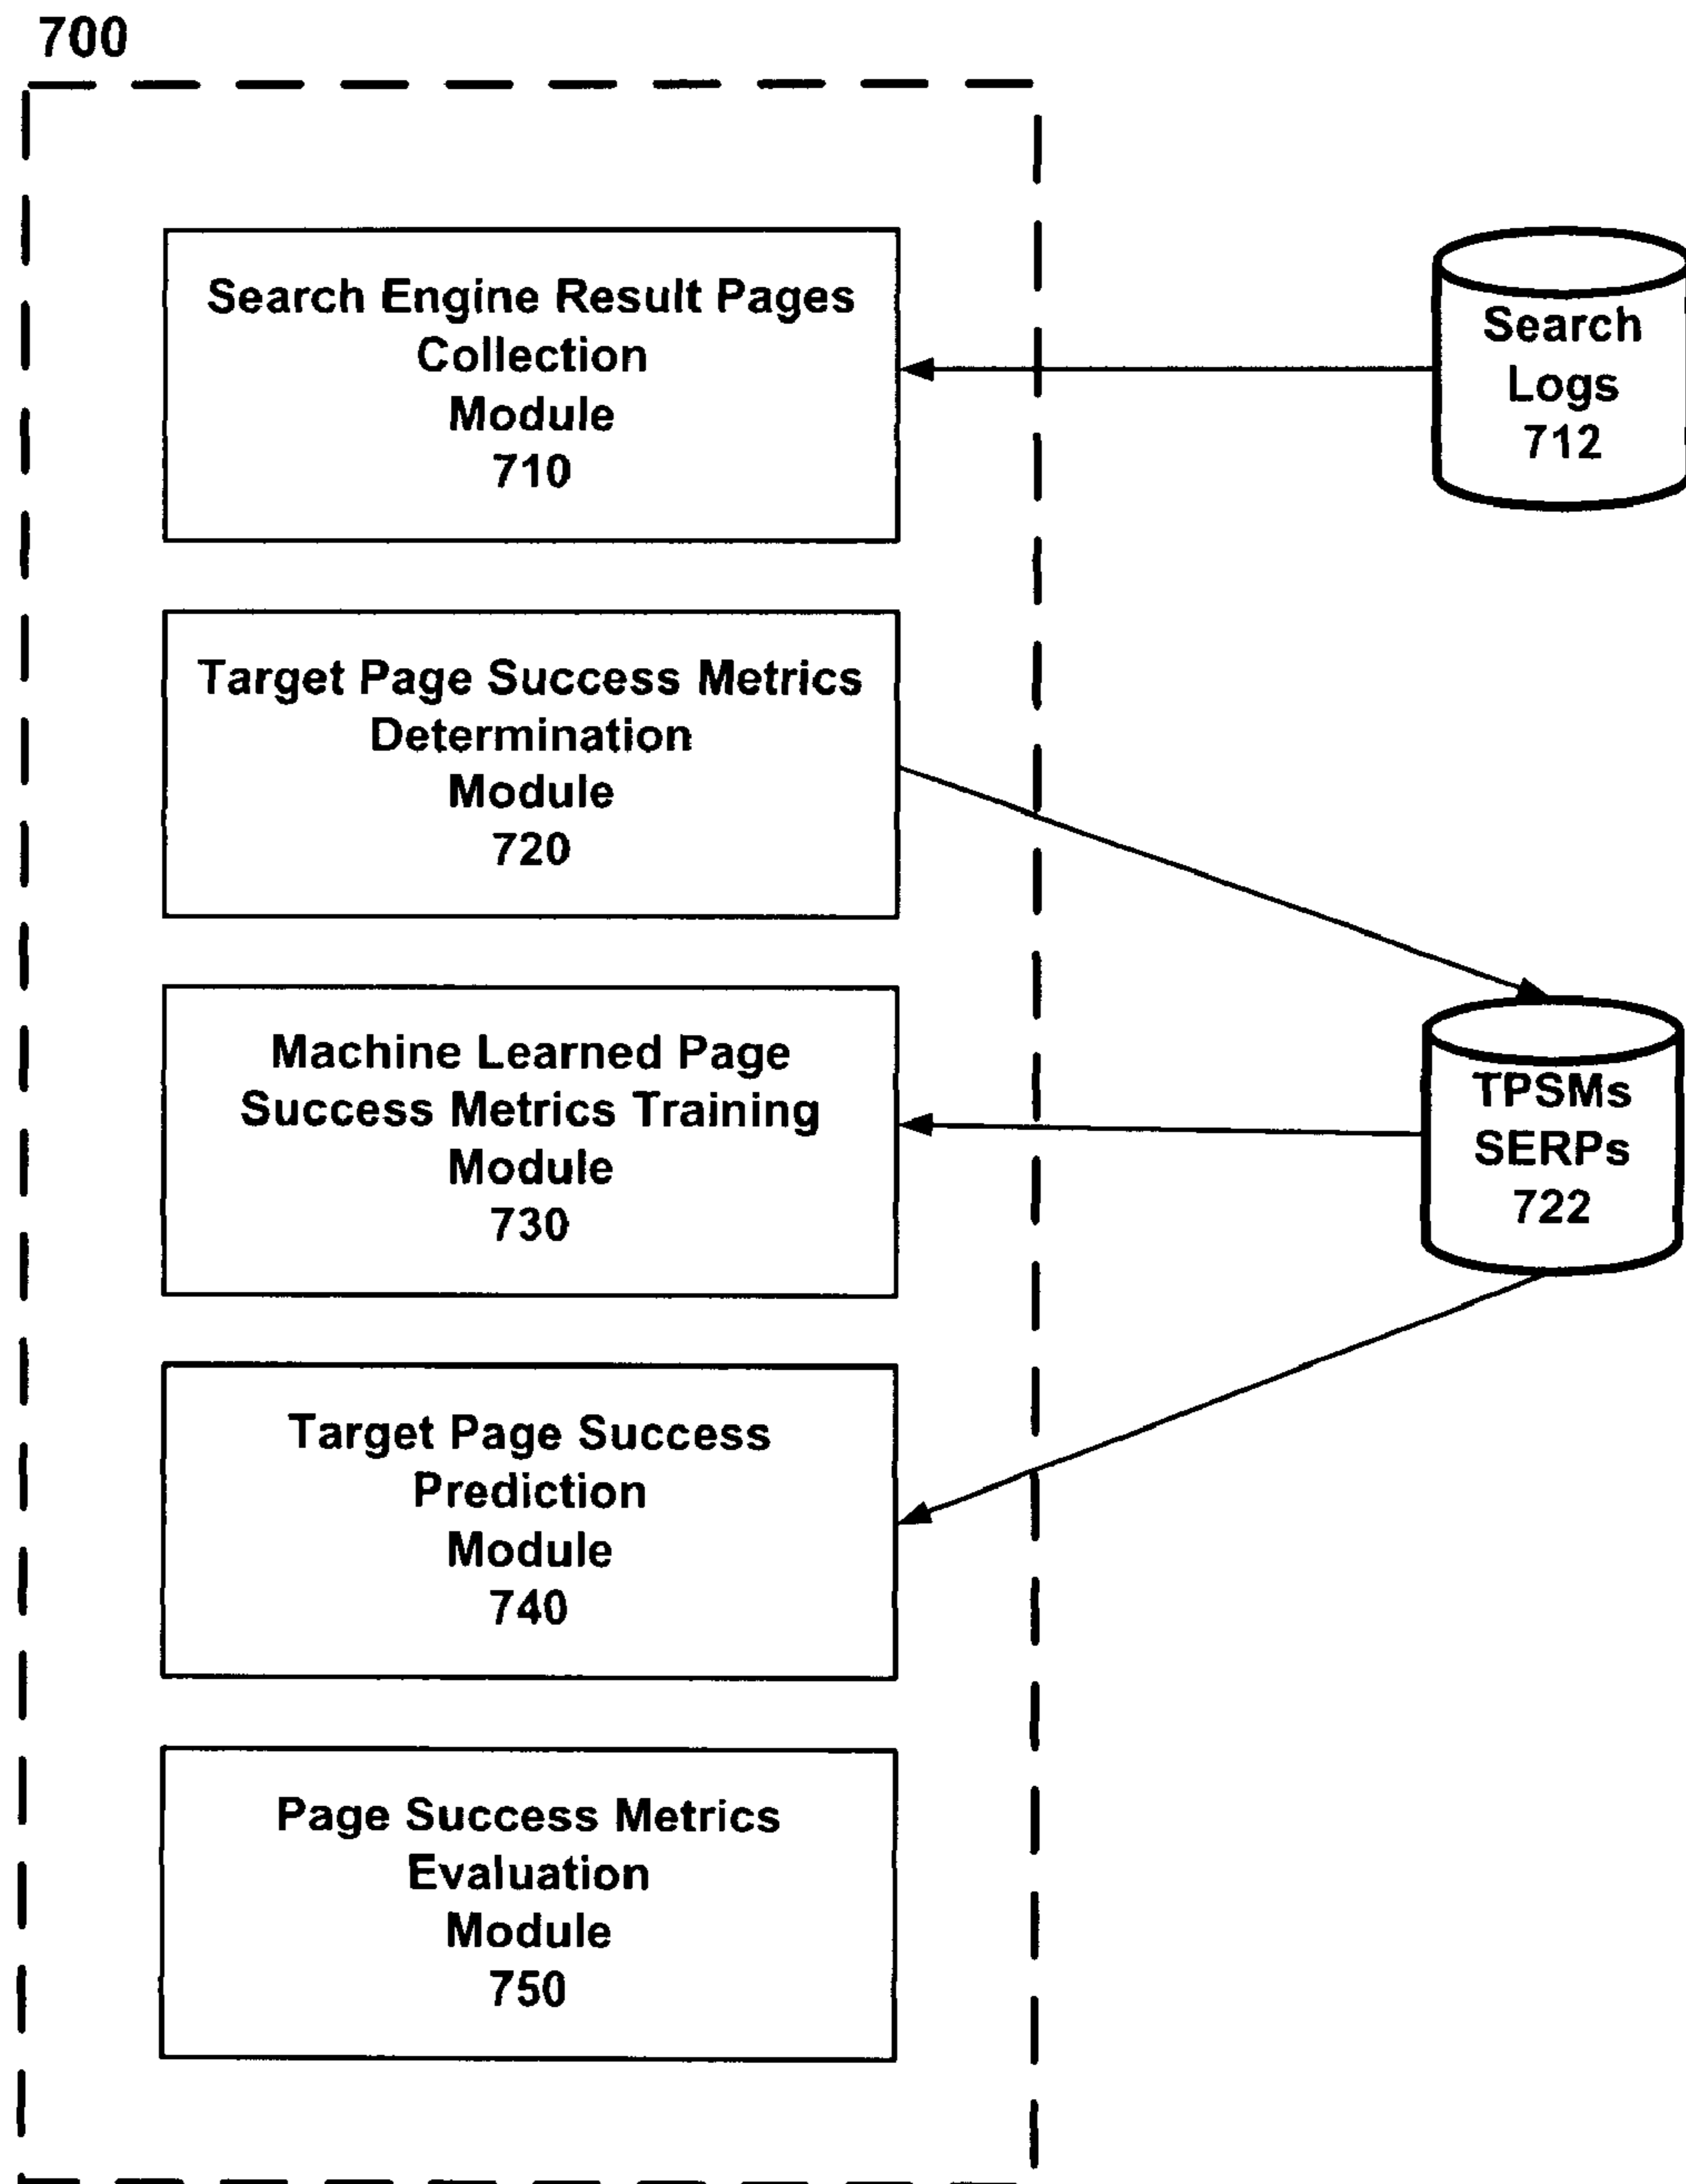 700
Search Engine Result Pages
Collection
Module
710
Search
Logs
712
Target Page Success Metrics
Determination
Module
720
Machine Learned Page
Success Metrics Training
Module
730
TPSMs
SERPs
722
Target Page Success
Prediction
Module
740
Page Success Metrics
Evaluation
Module
750